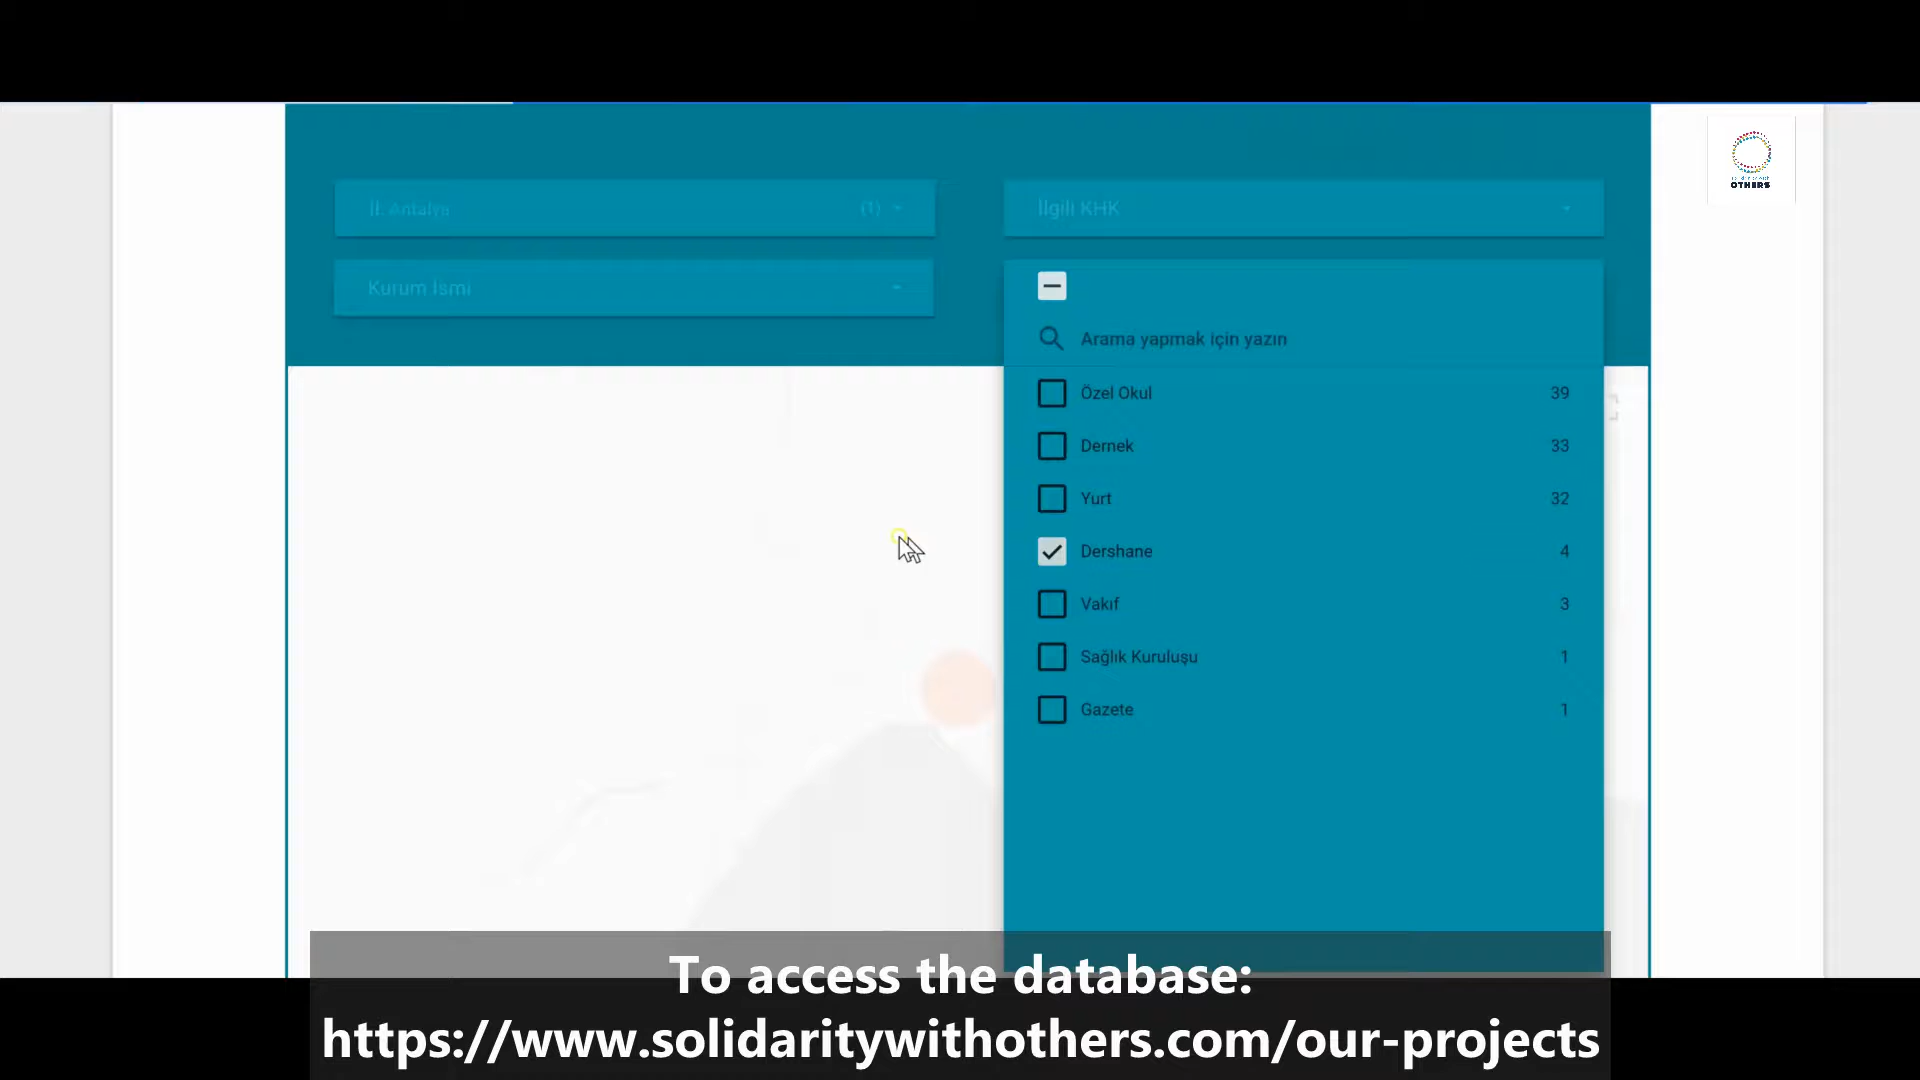 OTHERS
İl: Antalya (1)
İlgili KHK
Kurum İsmi
Arama yapmak için yazın
Özel Okul 39
Dernek 33
Yurt 32
Dershane 4
Vakıf 3
Sağlık Kuruluşu 1
Gazete 1
To access the database:
https://www.solidaritywithothers.com/our-projects